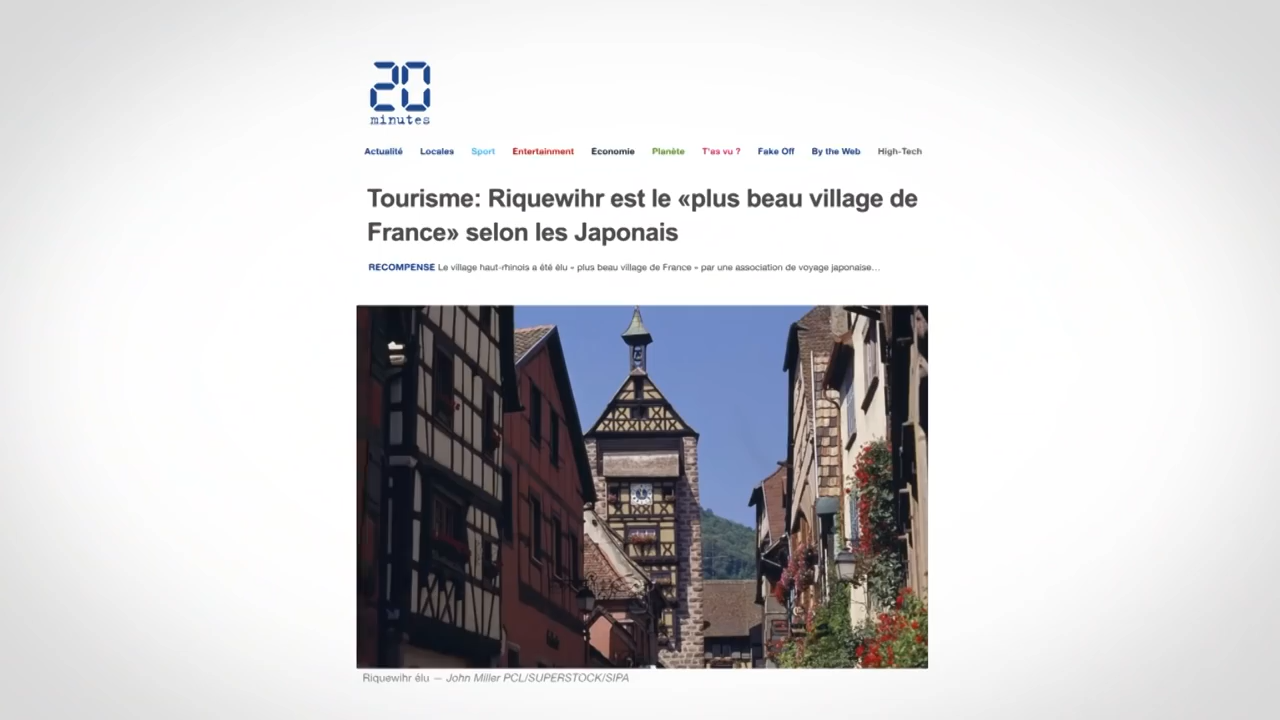 20
minutes
Actualité Locales Sport Entertainment Economie Planète T'as vu ? Fake Off By the Web High-Tech
Tourisme: Riquewihr est le «plus beau village de
France» selon les Japonais
RECOMPENSE Le village haut-rhinois a été élu « plus beau village de France » par une association de voyage japonaise...
Riquewihr élu — John Miller PCL/SUPERSTOCK/SIPA